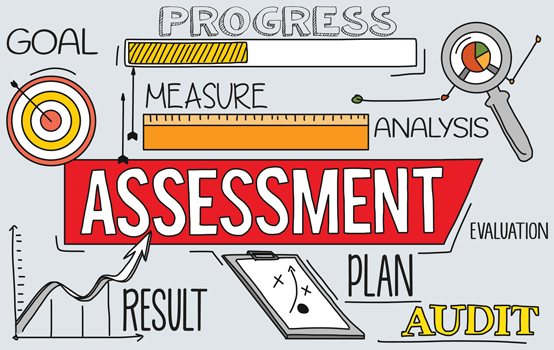 PROGRESS
GOAL
MEASURE
ANALYSIS
ASSESSMENT
EVALUATION
PLAN
RESULT
AUDIT